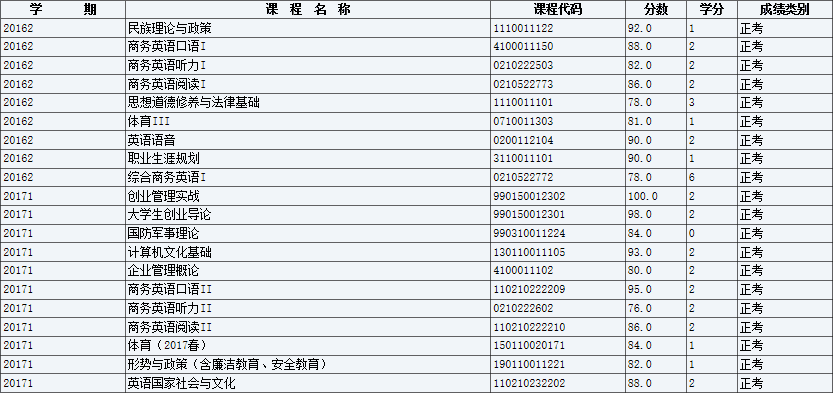 学 期 课 程 名 称 课程代码 分数 学分 成绩类别
20162 民族理论与政策 1110011122 92.0 1 正考
20162 商务英语口语I 4100011150 88.0 2 正考
20162 商务英语听力I 0210222503 82.0 2 正考
20162 商务英语阅读I 0210522773 86.0 2 正考
20162 思想道德修养与法律基础 1110011101 78.0 3 正考
20162 体育III 0710011303 81.0 1 正考
20162 英语语音 0200112104 90.0 2 正考
20162 职业生涯规划 3110011101 90.0 1 正考
20162 综合商务英语I 0210522772 78.0 6 正考
20171 创业管理实战 990150012302 100.0 2 正考
20171 大学生创业导论 990150012301 98.0 2 正考
20171 国防军事理论 990310011224 84.0 0 正考
20171 计算机文化基础 130110011105 93.0 2 正考
20171 企业管理概论 4100011102 80.0 2 正考
20171 商务英语口语II 110210222209 95.0 2 正考
20171 商务英语听力II 0210222602 76.0 2 正考
20171 商务英语阅读II 110210222210 86.0 2 正考
20171 体育（2017春） 150110020171 84.0 1 正考
20171 形势与政策（含廉洁教育、安全教育） 190110011221 82.0 1 正考
20171 英语国家社会与文化 110210232202 88.0 2 正考